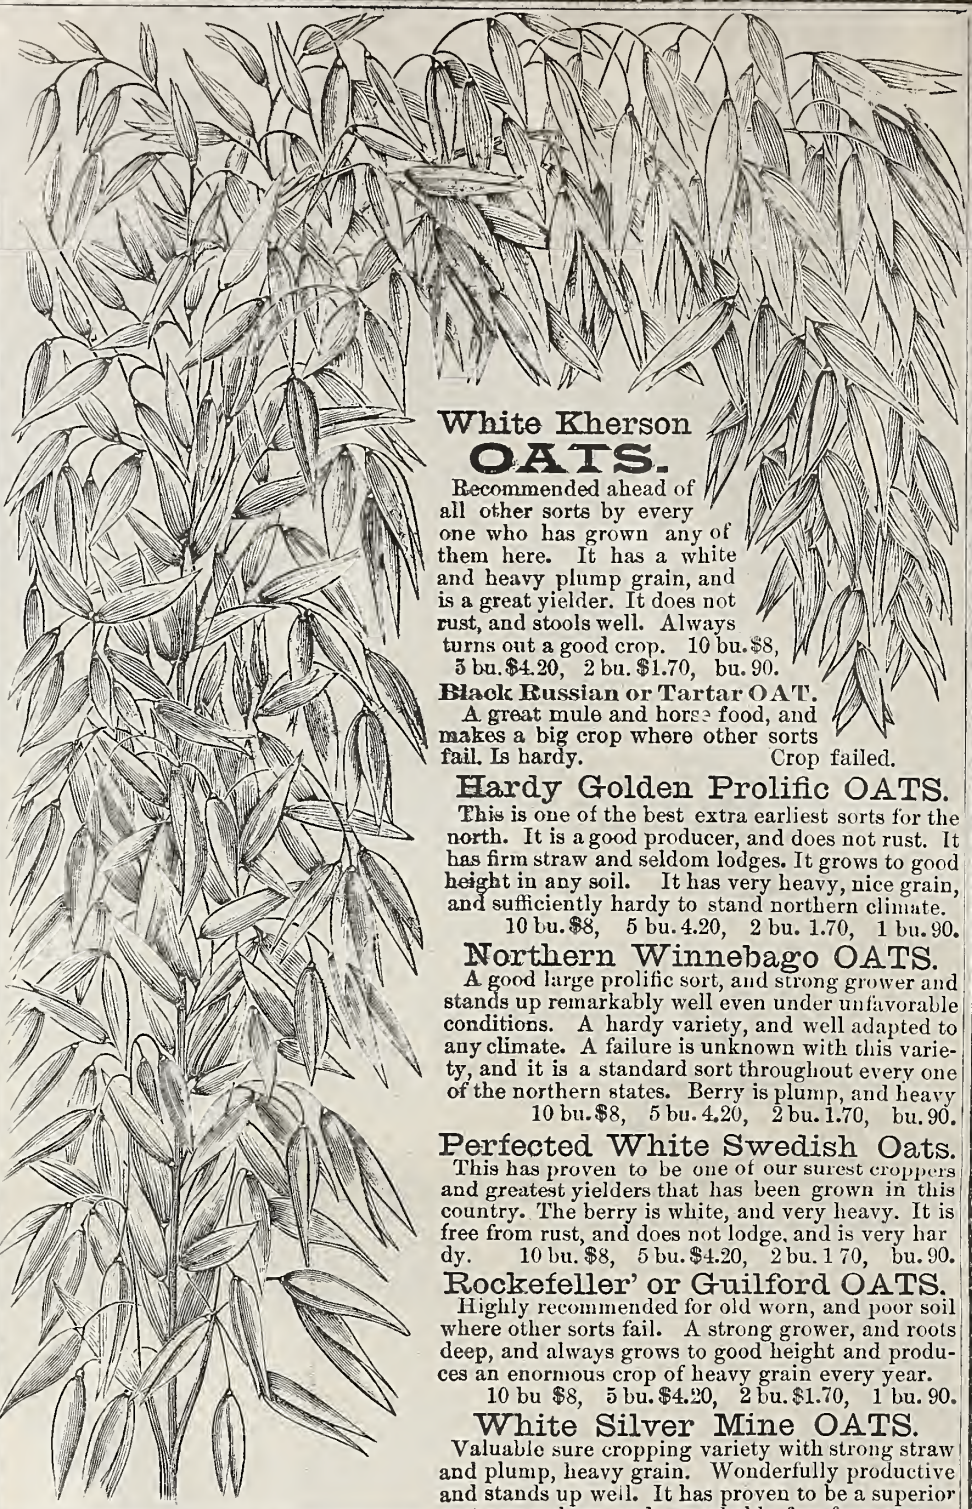 White Kherson
OATS.
Recommended ahead of
all other sorts by every
one who has grown any of
them here. It has a white
and heavy plump grain, and
is a great yielder. It does not
rust, and stools well. Always
turns out a good crop. 10 bu. $8,
5 bu. $4.20, 2 bu. $1.70, bu. 90.
Black Russian or Tartar OAT.
A great mule and horse food, and
makes a big crop where other sorts
fail. Is hardy. Crop failed.
Hardy Golden Prolific OATS.
This is one of the best extra earliest sorts for the
north. It is a good producer, and does not rust. It
has firm straw and seldom lodges. It grows to good
height in any soil. It has very heavy, nice grain,
and sufficiently hardy to stand northern climate.
10 bu. $8, 5 bu. 4.20, 2 bu. 1.70, 1 bu. 90.
Northern Winnebago OATS.
A good large prolific sort, and strong grower and
stands up remarkably well even under unfavorable
conditions. A hardy variety, and well adapted to
any climate. A failure is unknown with this varie-
ty, and it is a standard sort throughout every one
of the northern states. Berry is plump, and heavy
10 bu. $8, 5 bu. 4.20, 2 bu. 1.70, bu. 90.
Perfected White Swedish Oats.
This has proven to be one of our surest croppers
and greatest yielders that has been grown in this
country. The berry is white, and very heavy. It is
free from rust, and does not lodge, and is very har
dy. 10 bu. $8, 5 bu. $4.20, 2 bu. 1 70, bu. 90.
Rockefeller' or Guilford OATS.
Highly recommended for old worn, and poor soil
where other sorts fail. A strong grower, and roots
deep, and always grows to good height and produ-
ces an enormous crop of heavy grain every year.
10 bu $8, 5 bu. $4.20, 2 bu. $1.70, 1 bu. 90.
White Silver Mine OATS.
Valuable sure cropping variety with strong straw
and plump, heavy grain. Wonderfully productive
and stands up well. It has proven to be a superior